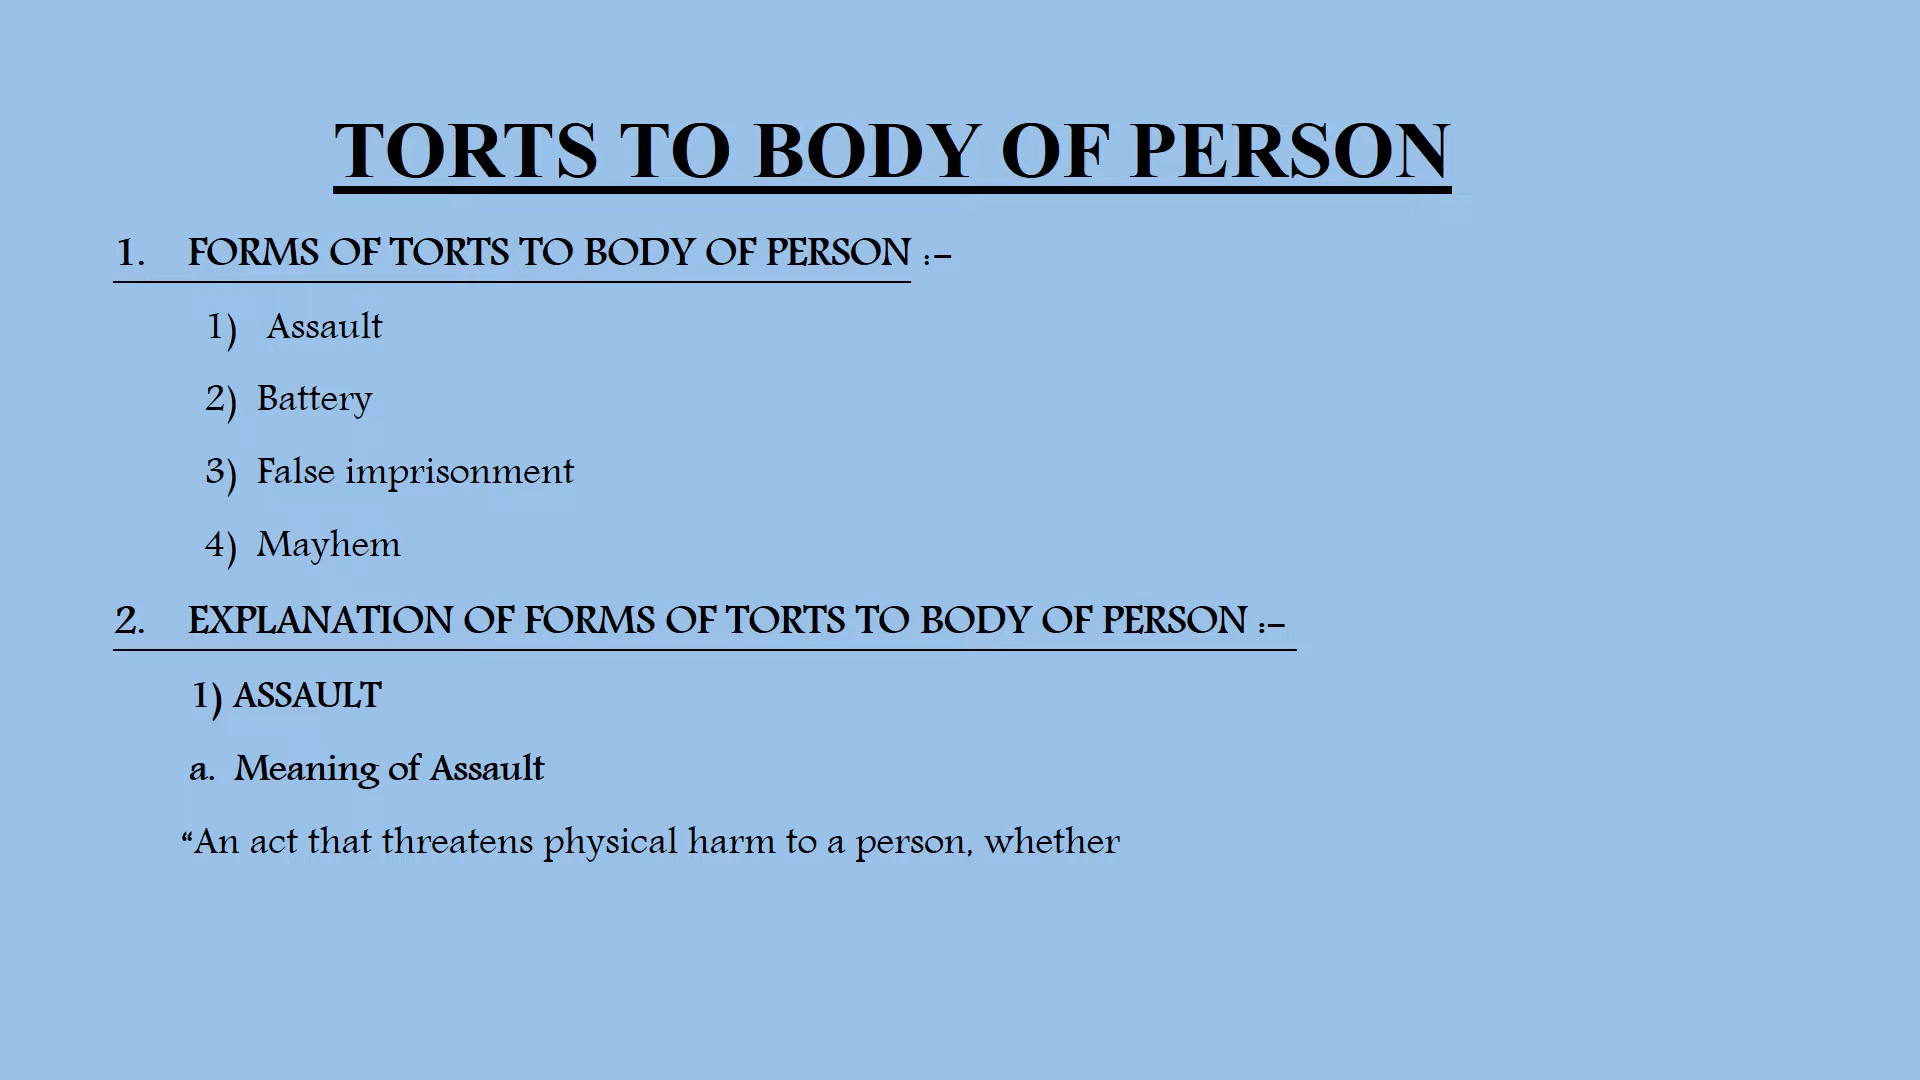 TORTS TO BODY OF PERSON
1. FORMS OF TORTS TO BODY OF PERSON :-
1) Assault
2) Battery
3) False imprisonment
4) Mayhem
2. EXPLANATION OF FORMS OF TORTS TO BODY OF PERSON :-
1) ASSAULT
a. Meaning of Assault
“An act that threatens physical harm to a person, whether